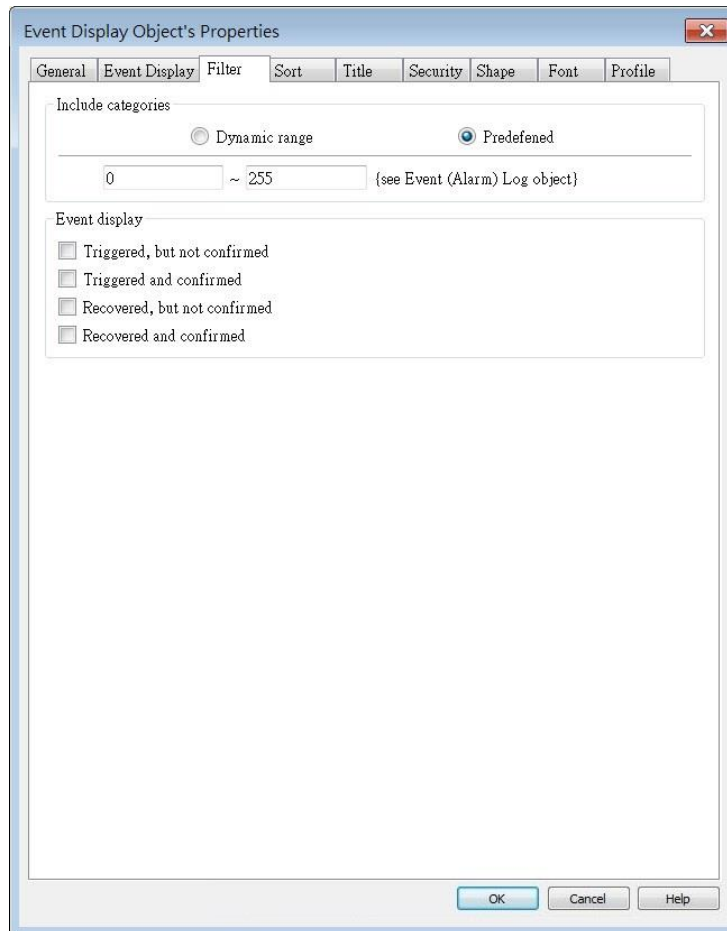 Event Display Object's Properties
General Event Display Filter Sort Title Security Shape Font Profile
Include categories
Dynamic range Predefened
0 ~ 255 {see Event (Alarm) Log object}
Event display
Triggered, but not confirmed
Triggered and confirmed
Recovered, but not confirmed
Recovered and confirmed
OK Cancel Help